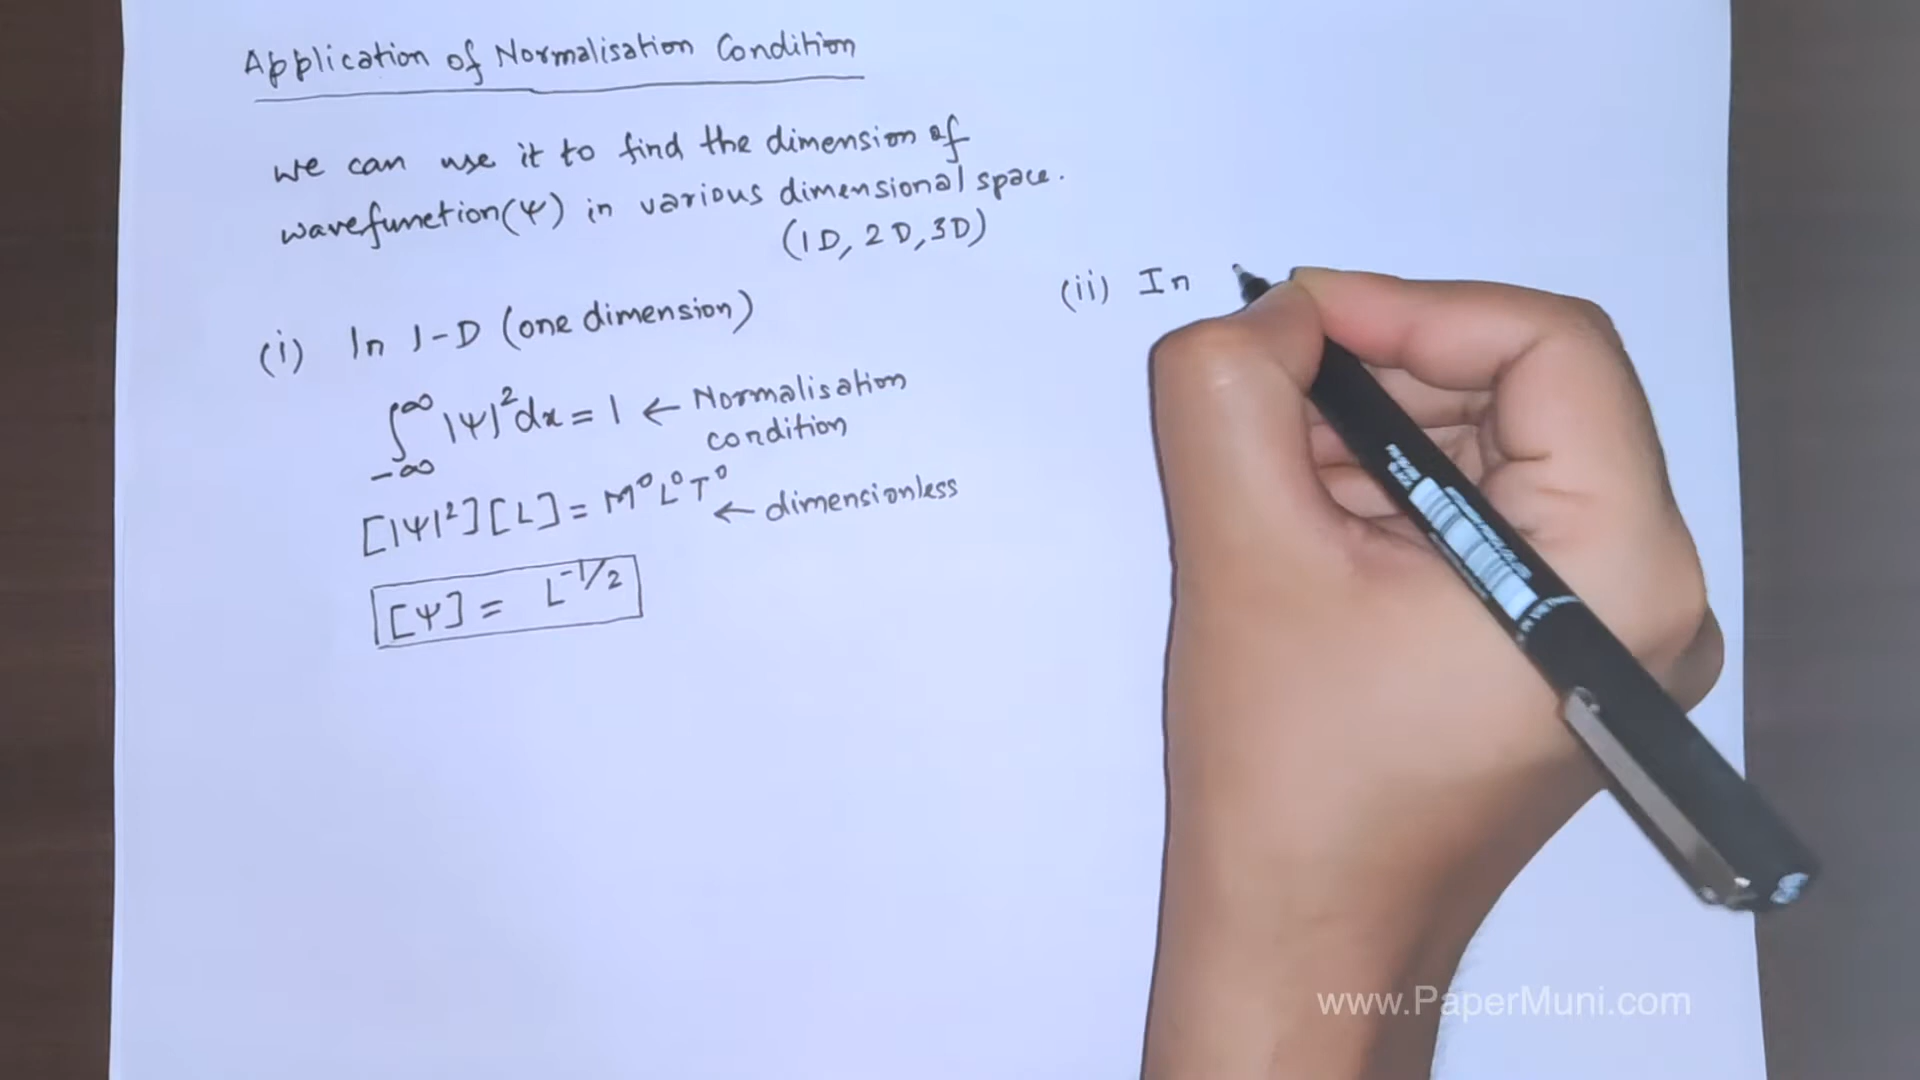 Application of Normalisation Condition
we can use it to find the dimension of
wavefunction(Ψ) in various dimensional space.
(1D, 2D, 3D)
(i) In 1-D (one dimension)
∫₋∞^∞ |Ψ|² dx = 1 ← Normalisation
condition
[|Ψ|²][L] = M⁰L⁰T⁰
← dimensionless
[Ψ] = L^-1/2
(ii) In
www.PaperMuni.com